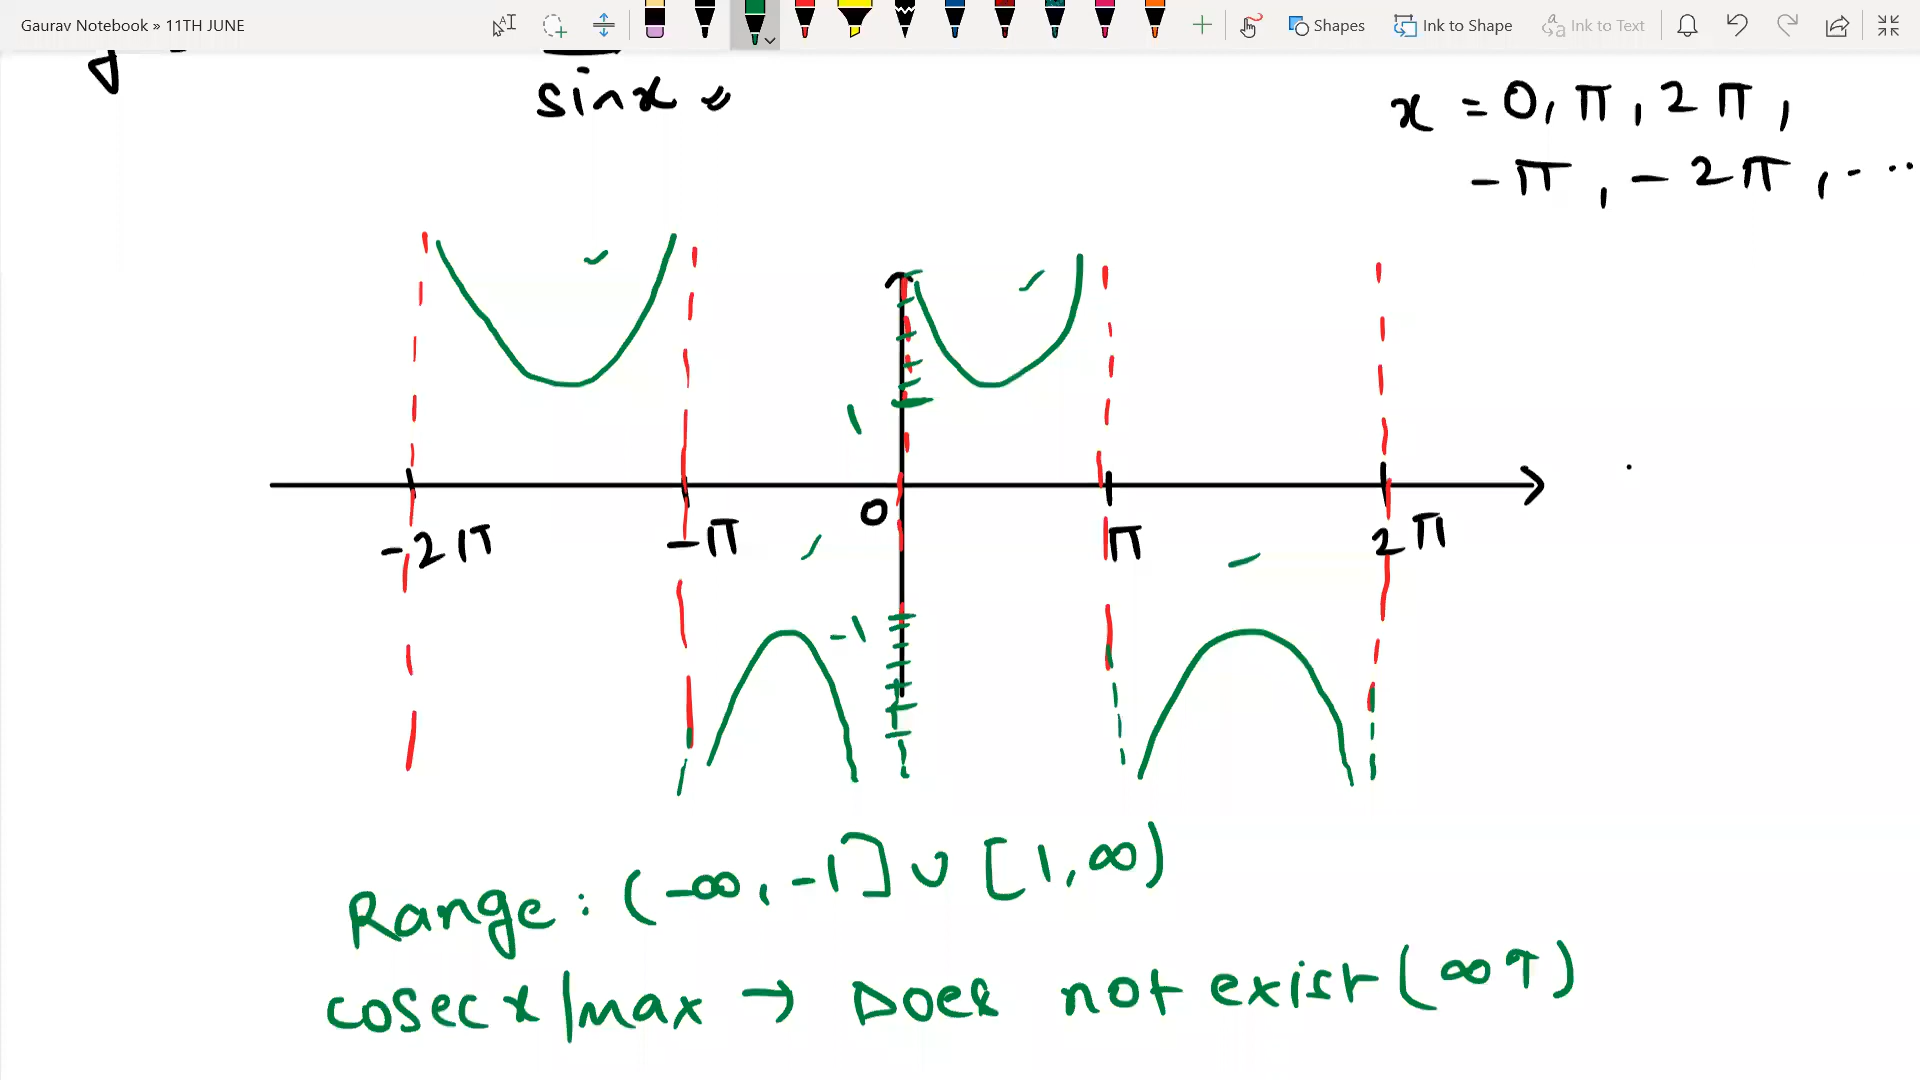 Gaurav Notebook » 11TH JUNE
Shapes
Ink to Shape
Ink to Text
y
sinx
x = 0, π, 2π,
-π, -2π, ...
1
-2π -π 0 π 2π
-1
Range : (-∞, -1] ∪ [1, ∞)
cosec x|max → Does not exist (∞↑)